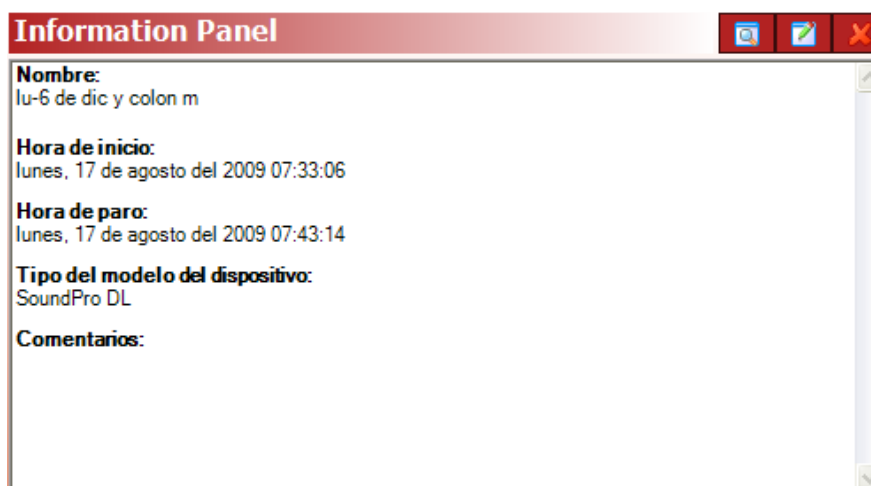 Information Panel
Nombre:
lu-6 de dic y colon m
Hora de inicio:
lunes, 17 de agosto del 2009 07:33:06
Hora de paro:
lunes, 17 de agosto del 2009 07:43:14
Tipo del modelo del dispositivo:
SoundPro DL
Comentarios: